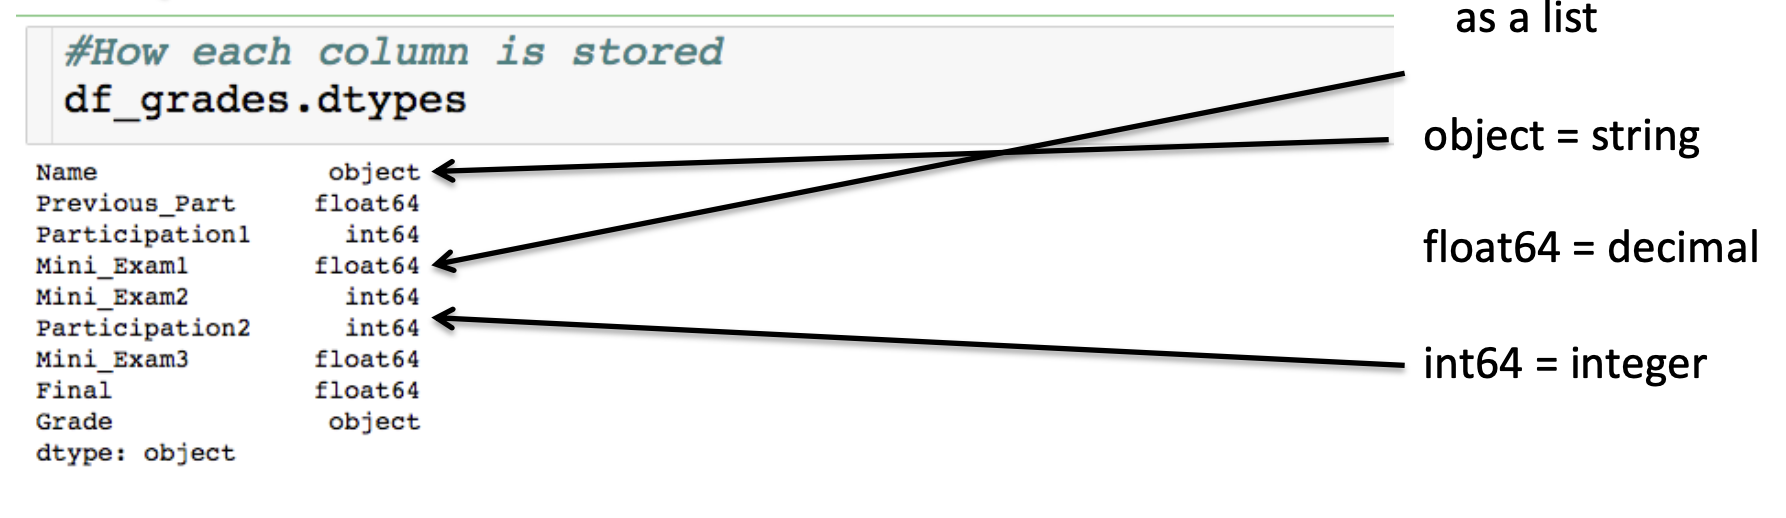 #How each column is stored
df_grades.dtypes
Name object
Previous_Part float64
Participation1 int64
Mini_Exam1 float64
Mini_Exam2 int64
Participation2 int64
Mini_Exam3 float64
Final float64
Grade object
dtype: object
as a list
object = string
float64 = decimal
int64 = integer